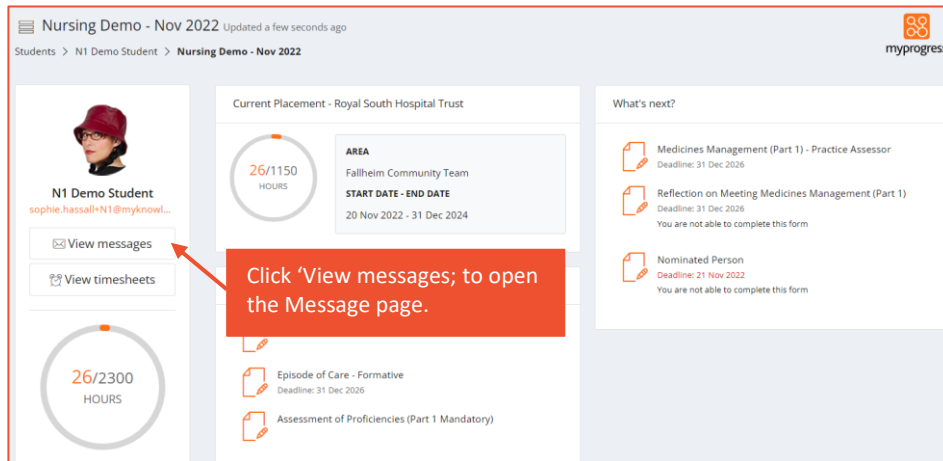 Nursing Demo - Nov 2022 Updated a few seconds ago
Students > N1 Demo Student > Nursing Demo - Nov 2022
myprogress
N1 Demo Student
sophie.hassall+N1@myknowl...
View messages
View timesheets
26/2300
HOURS
Current Placement - Royal South Hospital Trust
26/1150
HOURS
AREA
Fallheim Community Team
START DATE - END DATE
20 Nov 2022 - 31 Dec 2024
Click ‘View messages; to open
the Message page.
Episode of Care - Formative
Deadline: 31 Dec 2026
Assessment of Proficiencies (Part 1 Mandatory)
What's next?
Medicines Management (Part 1) - Practice Assessor
Deadline: 31 Dec 2026
Reflection on Meeting Medicines Management (Part 1)
Deadline: 31 Dec 2026
You are not able to complete this form
Nominated Person
Deadline: 21 Nov 2022
You are not able to complete this form